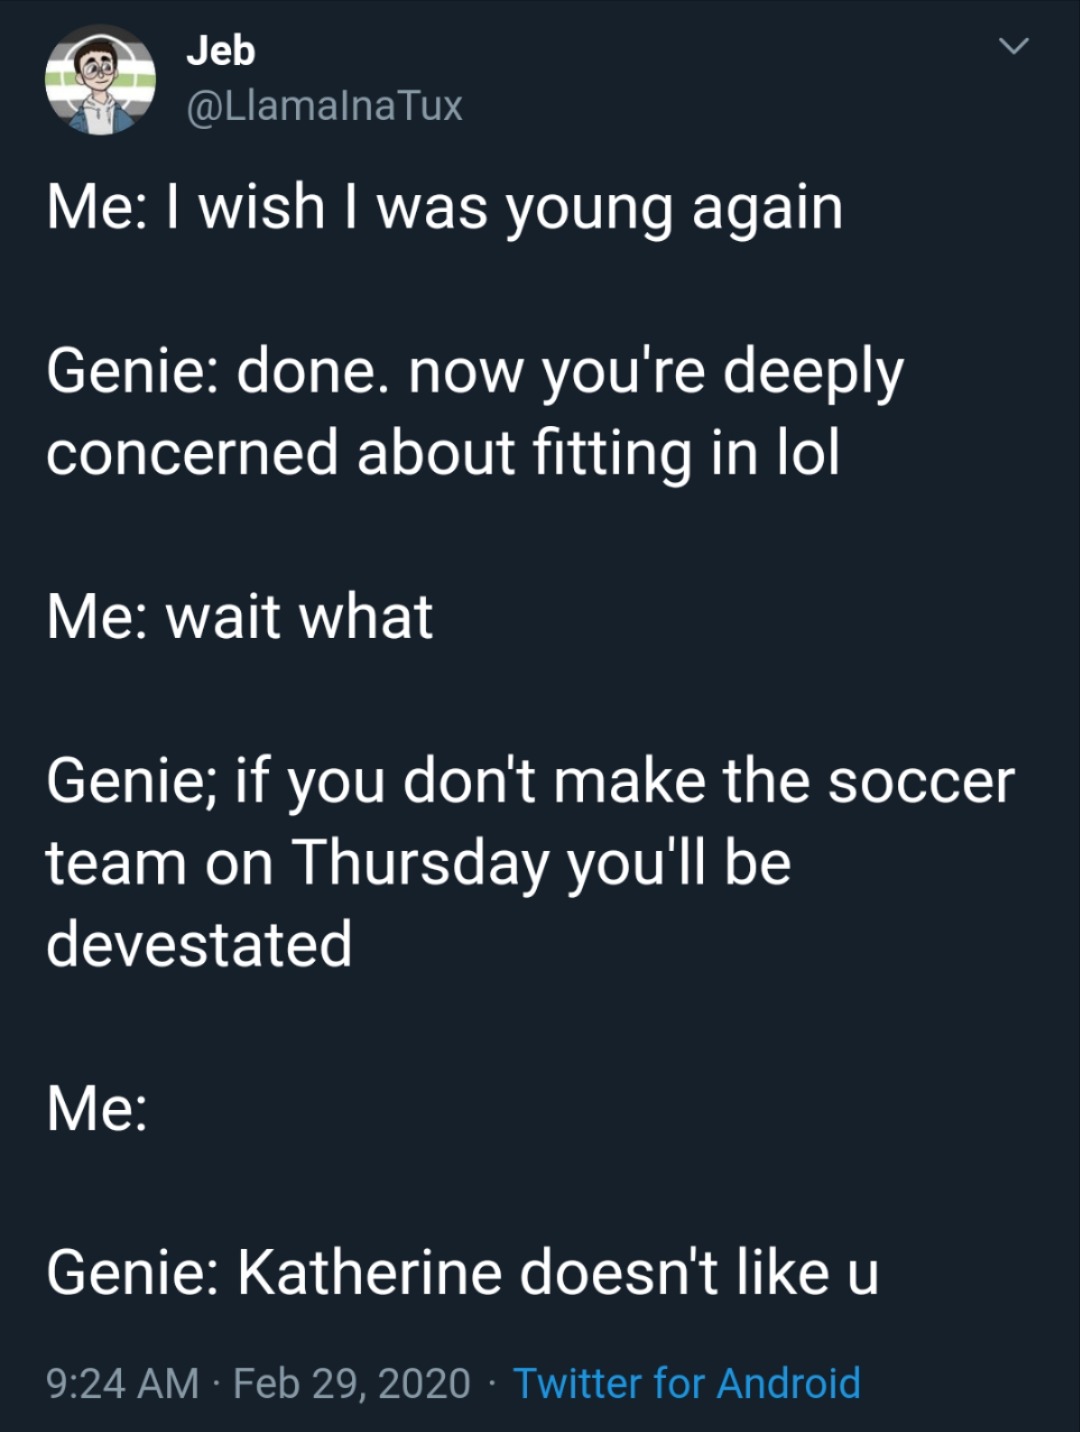 Jeb
@LlamaInaTux
Me: I wish I was young again
Genie: done. now you're deeply
concerned about fitting in lol
Me: wait what
Genie; if you don't make the soccer
team on Thursday you'll be
devestated
Me:
Genie: Katherine doesn't like u
9:24 AM · Feb 29, 2020 · Twitter for Android